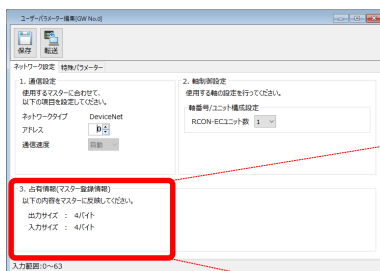 ユーザーパラメーター編集[GW No.0]
保存 転送
ネットワーク設定 特殊パラメーター
1. 通信設定
使用するマスターに合わせて、
以下の項目を設定してください。
ネットワークタイプ DeviceNet
アドレス 0
通信速度 自動
2. 軸制御設定
使用する軸の設定を行ってください。
軸番号/ユニット構成設定
RCON-ECユニット数 1
3. 占有情報(マスター登録情報)
以下の内容をマスターに反映してください。
出力サイズ : 4バイト
入力サイズ : 4バイト
入力範囲:0~63